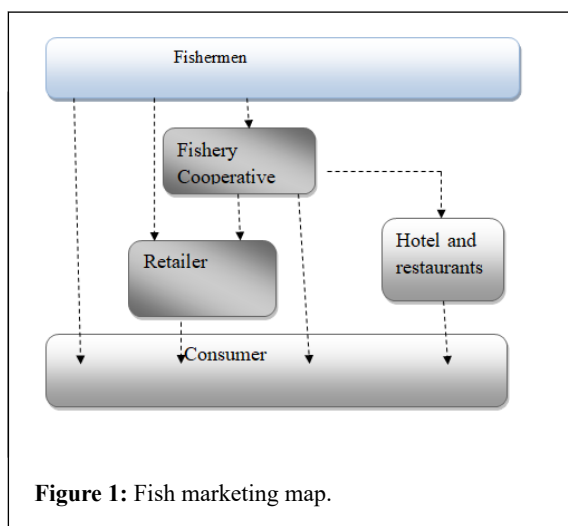 Fishermen
Fishery
Cooperative
Hotel and
restaurants
Retailer
Consumer
Figure 1: Fish marketing map.